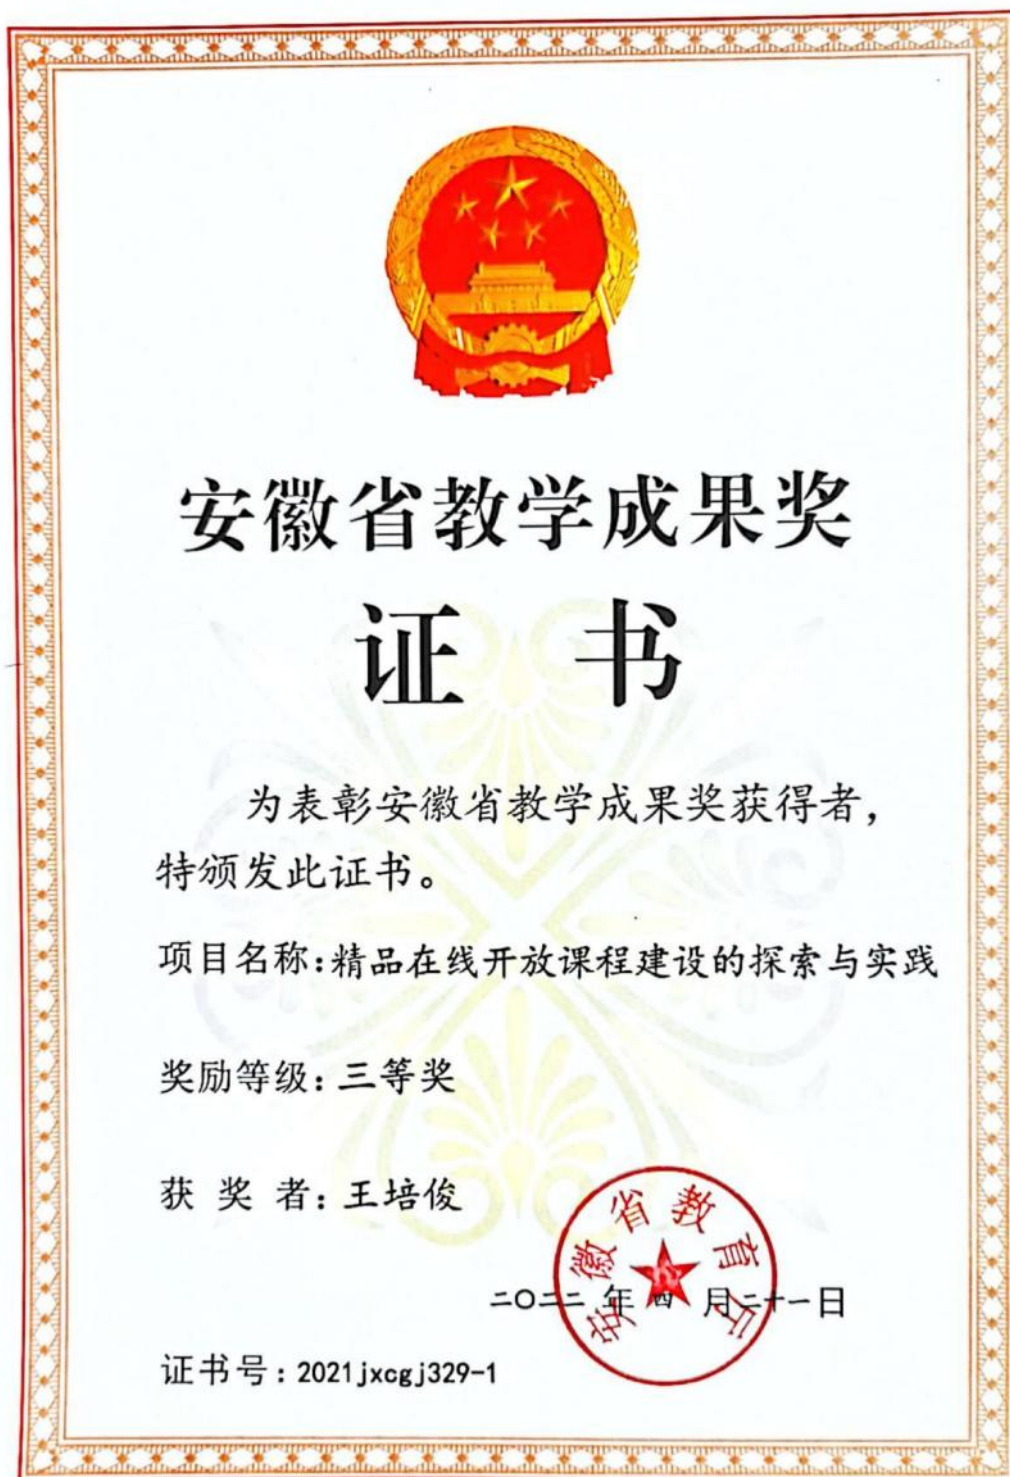 安徽省教学成果奖
证 书
为表彰安徽省教学成果奖获得者，
特颁发此证书。
项目名称：精品在线开放课程建设的探索与实践
奖励等级：三等奖
获 奖 者：王培俊
安徽省教育厅
二〇二二 年 四 月二十一日
证书号：2021jxcgj329-1